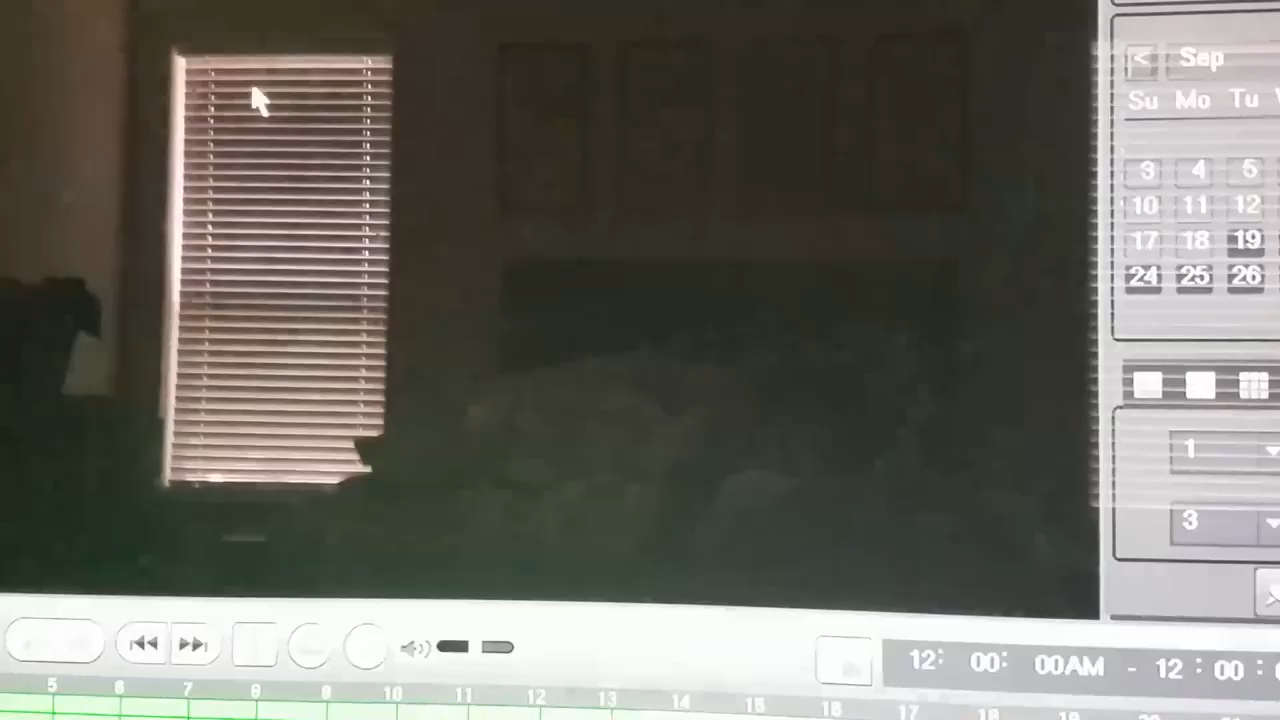 < Sep
Su Mo Tu
3 4 5
10 11 12
17 18 19
24 25 26
1
3
12: 00: 00AM - 12 : 00 :
5 6 7 8 9 10 11 12 13 14 15 16 17 18 19